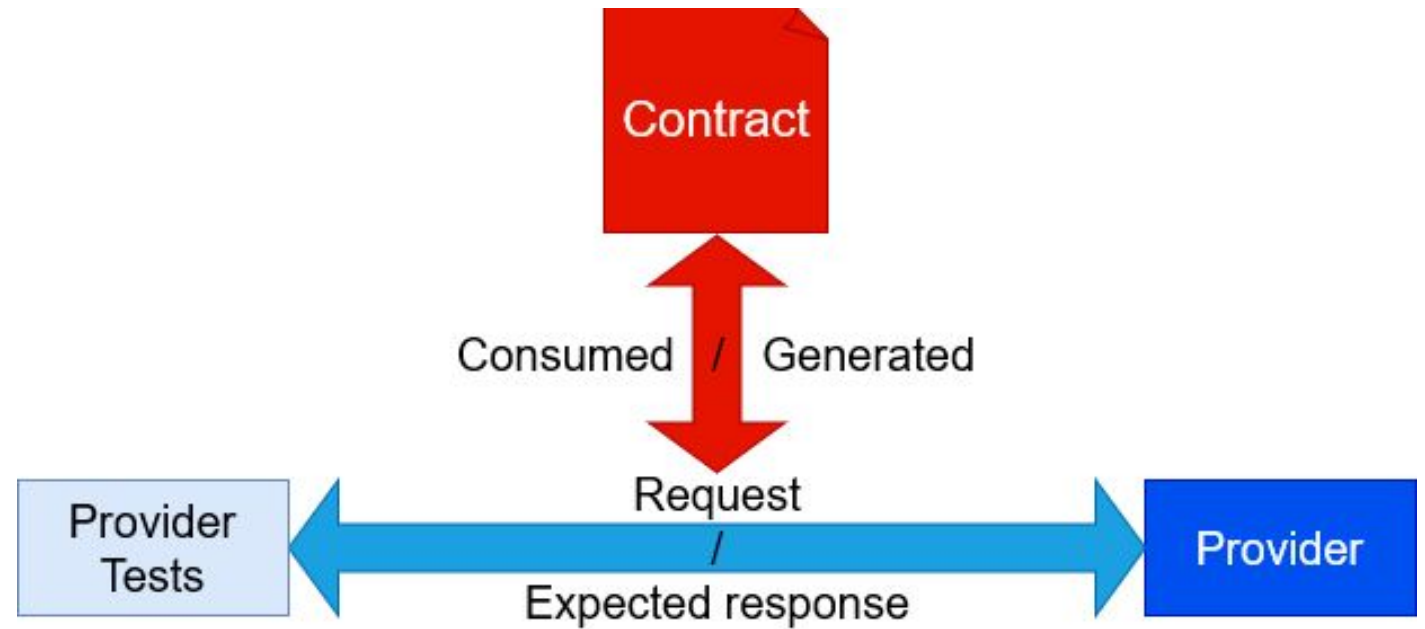 Contract
Consumed / Generated
Request
/
Expected response
Provider
Tests
Provider